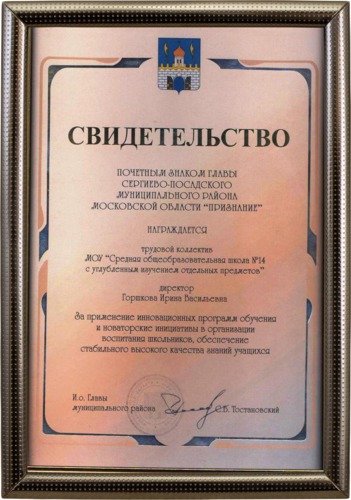 СВИДЕТЕЛЬСТВО
ПОЧЕТНЫМ ЗНАКОМ ГЛАВЫ
СЕРГИЕВО-ПОСАДСКОГО
МУНИЦИПАЛЬНОГО РАЙОНА
МОСКОВСКОЙ ОБЛАСТИ "ПРИЗНАНИЕ"
НАГРАЖДАЕТСЯ
трудовой коллектив
МОУ "Средняя общеобразовательная школа №14
с углубленным изучением отдельных предметов"
директор
Горшкова Ирина Васильевна
За применение инновационных программ обучения
и новаторские инициативы в организации
воспитания школьников, обеспечение
стабильного высокого качества знаний учащихся
И.о. Главы
муниципального района Б. Тостановский